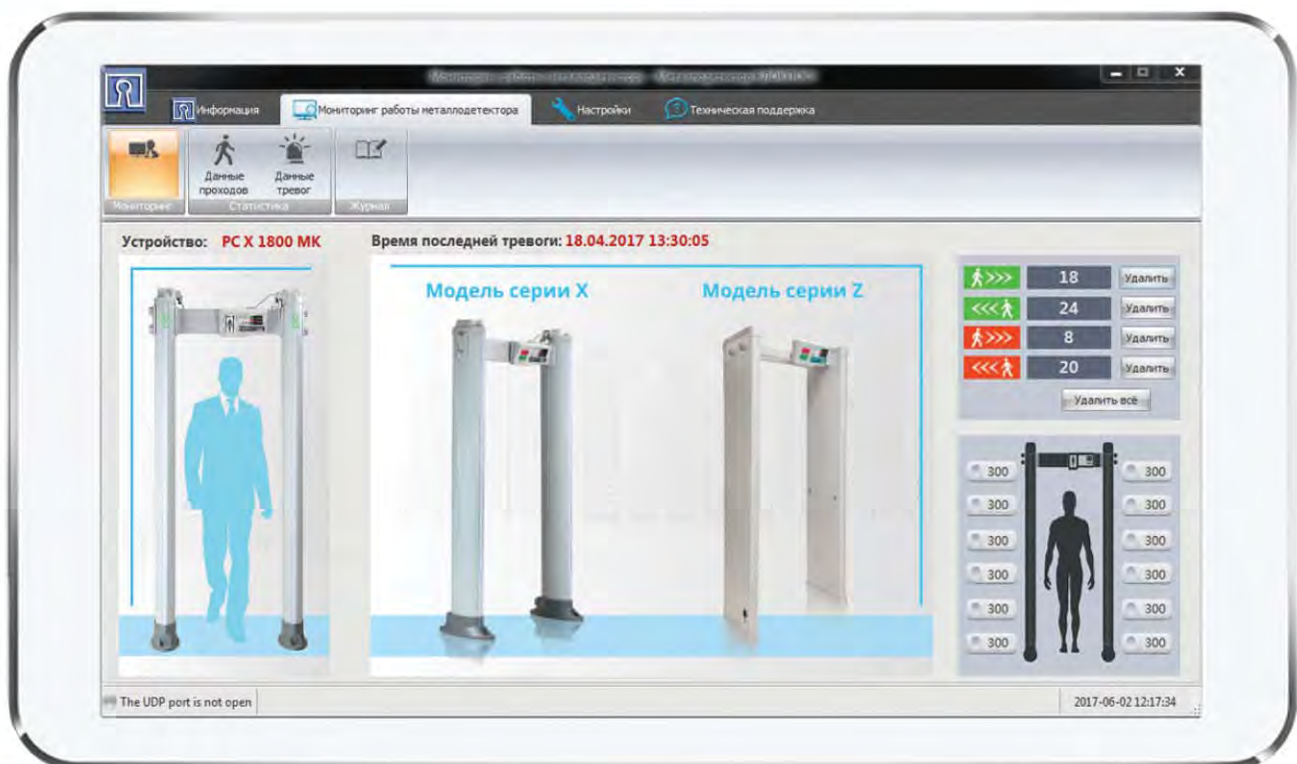 Информация
Мониторинг работы металлодетектора
Настройки
Техническая поддержка
Данные
проходов
Данные
тревог
Мониторинг
Статистика
Журнал
Устройство: PC X 1800 MK
Время последней тревоги: 18.04.2017 13:30:05
Модель серии X
Модель серии Z
18
Удалить
24
Удалить
8
Удалить
20
Удалить
Удалить всё
300
300
300
300
300
300
300
300
300
300
300
300
The UDP port is not open
2017-06-02 12:17:34